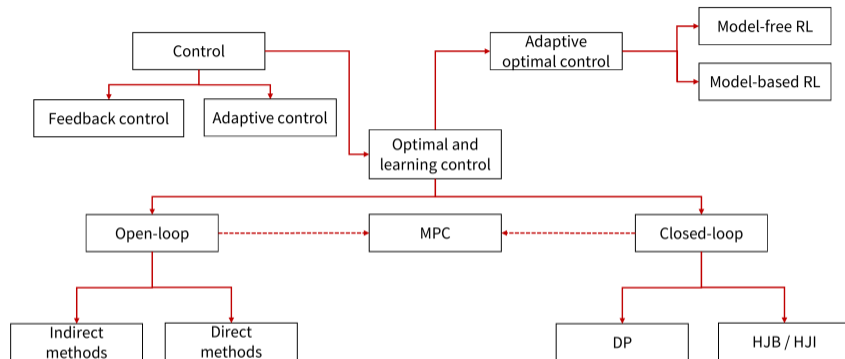 Model-free RL
Control
Adaptive
optimal control
Model-based RL
Feedback control
Adaptive control
Optimal and
learning control
Open-loop
MPC
Closed-loop
Indirect
methods
Direct
methods
DP
HJB / HJI